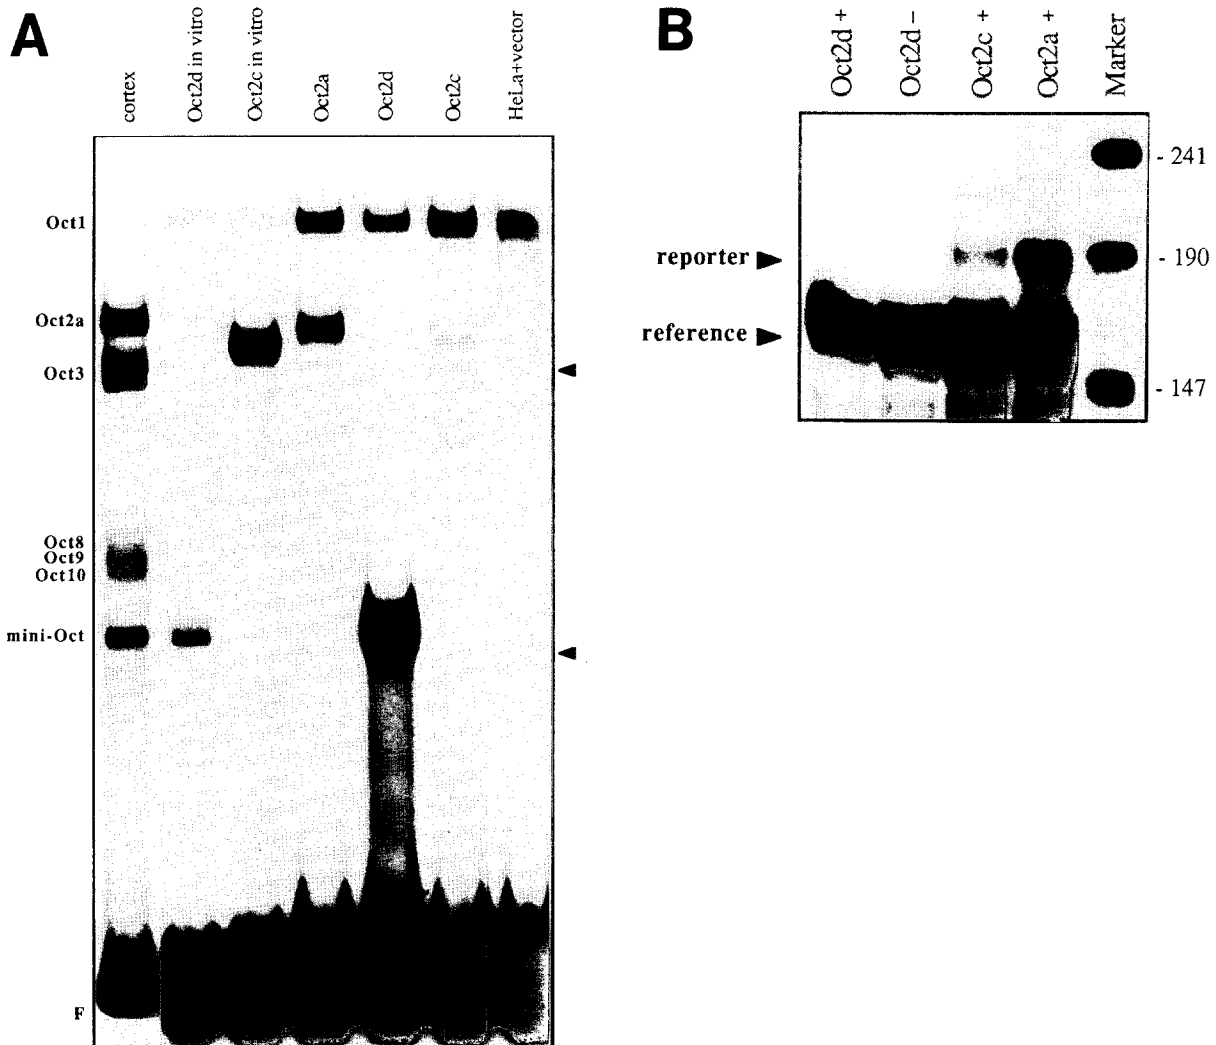 A
cortex
Oct2d in vitro
Oct2c in vitro
Oct2a
Oct2d
Oct2c
HeLa+vector
Oct1
Oct2a
Oct3
Oct8
Oct9
Oct10
mini-Oct
F
B
Oct2d +
Oct2d –
Oct2c +
Oct2a +
Marker
- 241
reporter
- 190
reference
- 147